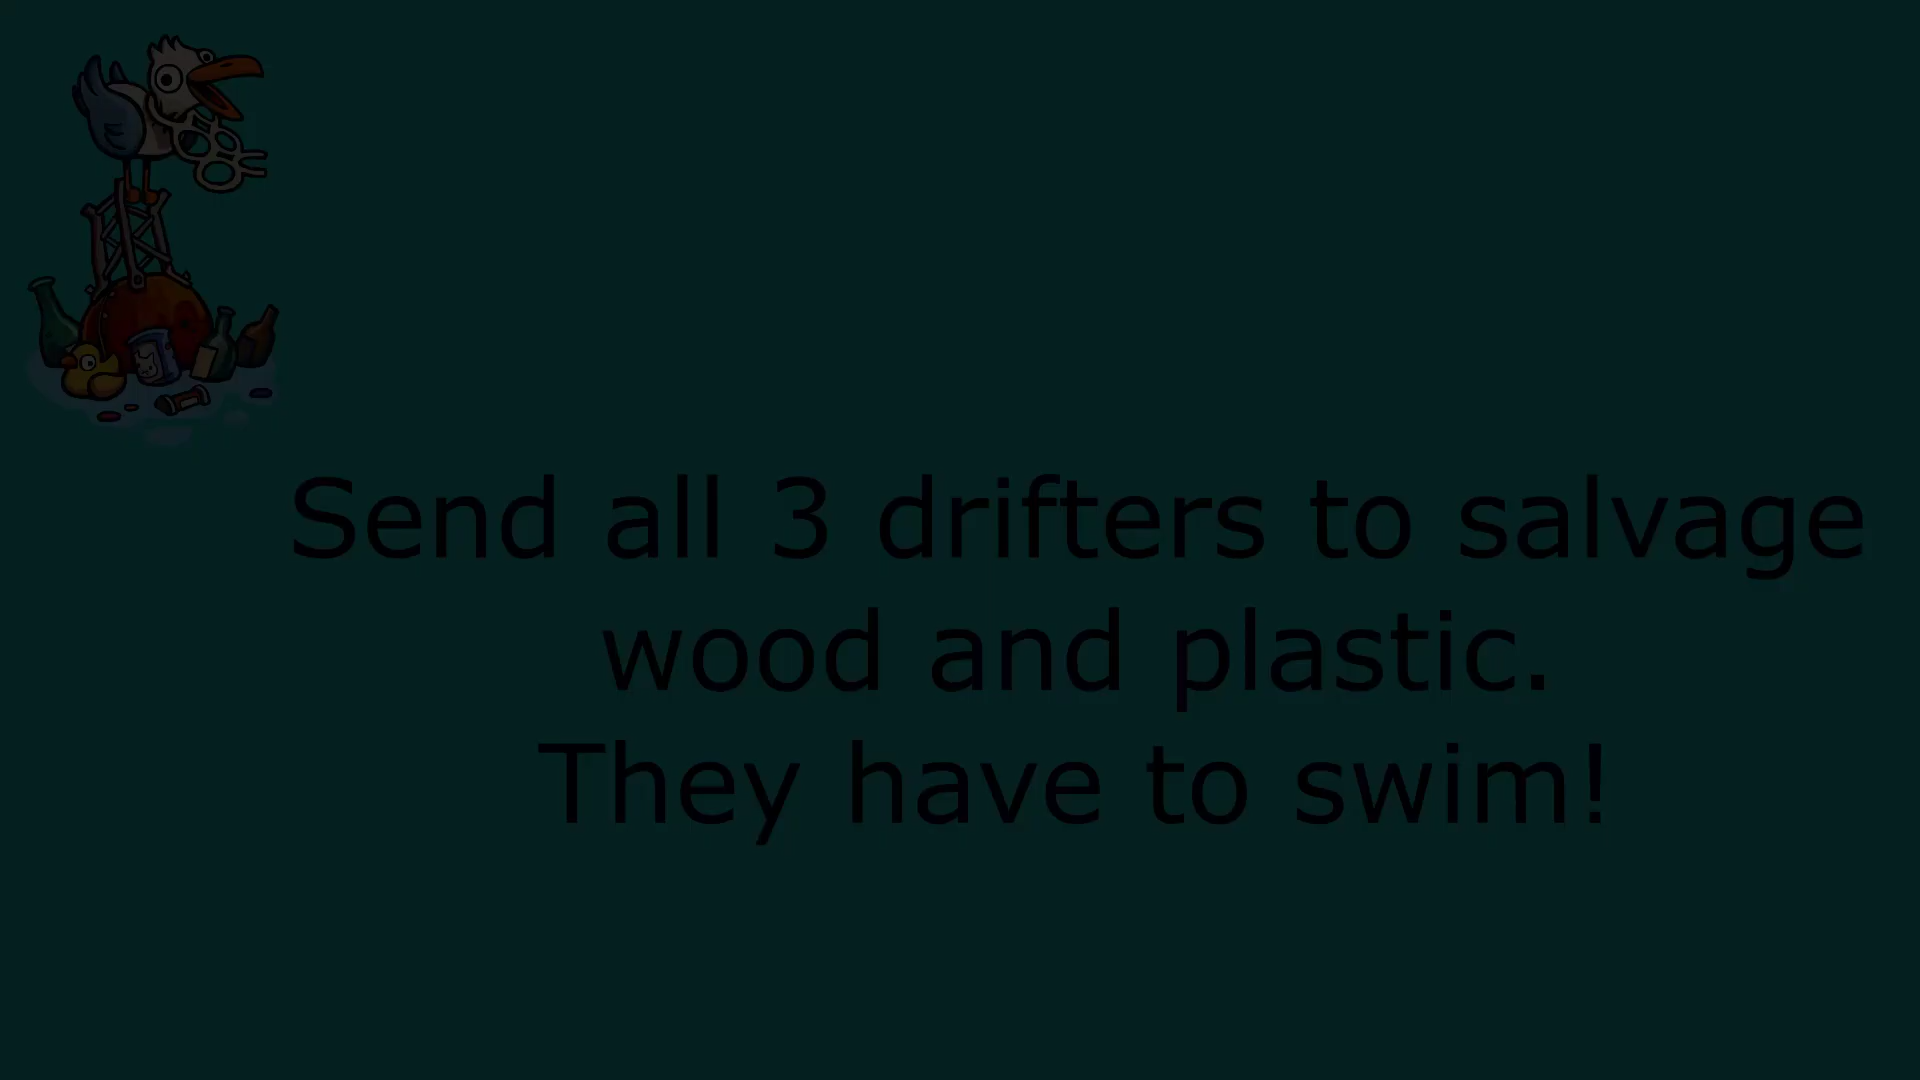 Send all 3 drifters to salvage
wood and plastic.
They have to swim!